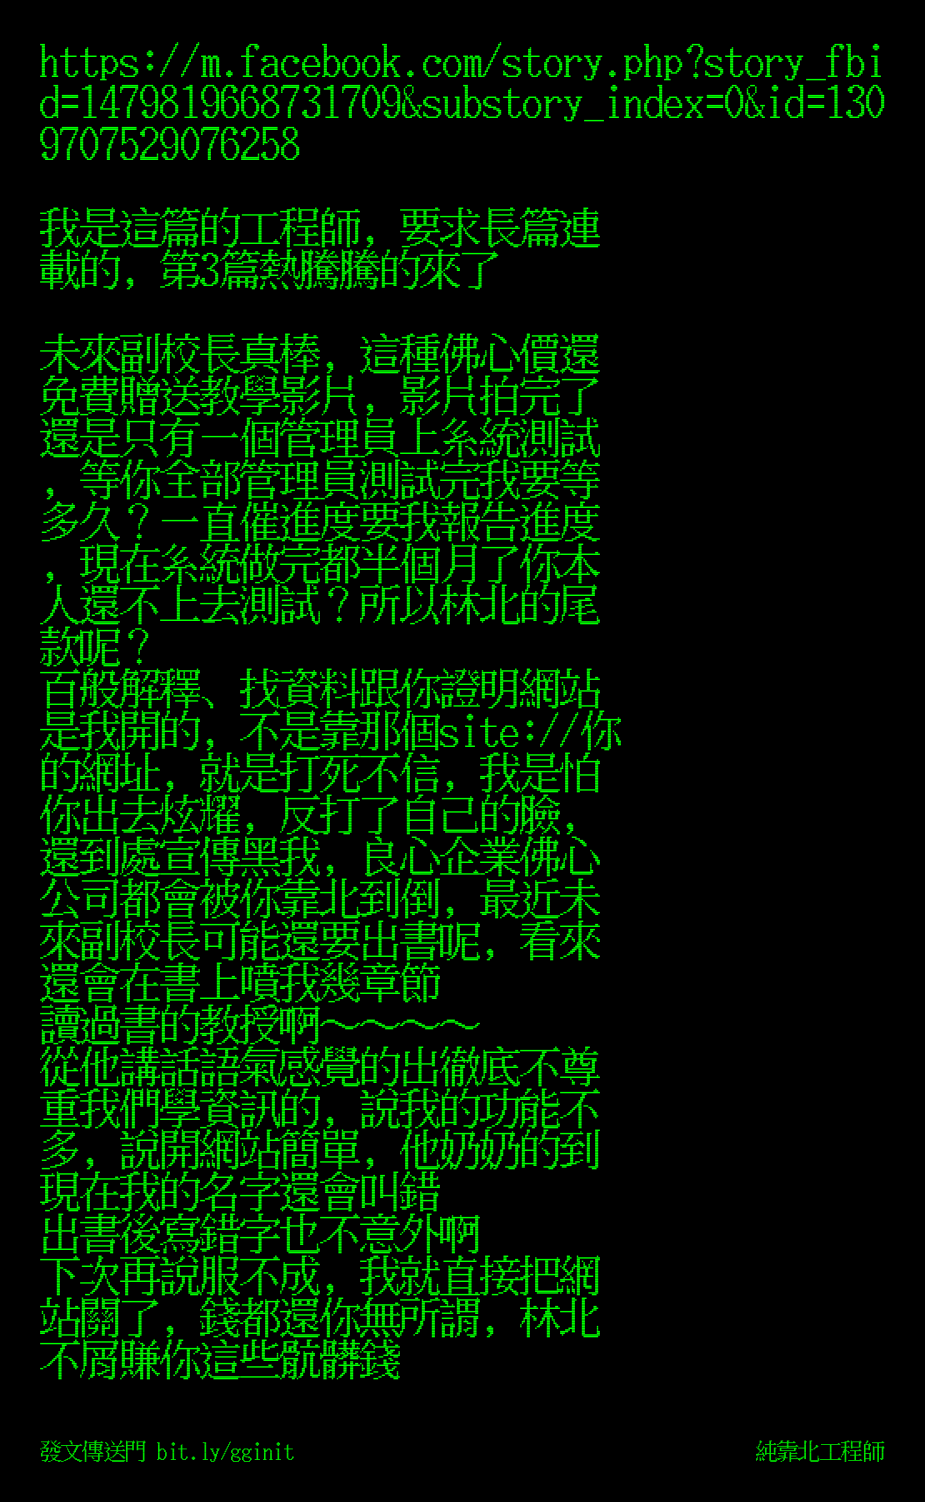 https://m.facebook.com/story.php?story_fbi
d=1479819668731709&substory_index=0&id=130
9707529076258
我是這篇的工程師，要求長篇連
載的，第3篇熱騰騰的來了
未來副校長真棒，這種佛心價還
免費贈送教學影片，影片拍完了
還是只有一個管理員上系統測試
，等你全部管理員測試完我要等
多久？一直催進度要我報告進度
，現在系統做完都半個月了你本
人還不上去測試？所以林北的尾
款呢？
百般解釋、找資料跟你證明網站
是我開的，不是靠那個site://你
的網址，就是打死不信，我是怕
你出去炫耀，反打了自己的臉，
還到處宣傳黑我，良心企業佛心
公司都會被你靠北到倒，最近未
來副校長可能還要出書呢，看來
還會在書上噴我幾章節
讀過書的教授啊～～～～
從他講話語氣感覺的出徹底不尊
重我們學資訊的，說我的功能不
多，說開網站簡單，他奶奶的到
現在我的名字還會叫錯
出書後寫錯字也不意外啊
下次再說服不成，我就直接把網
站關了，錢都還你無所謂，林北
不屑賺你這些骯髒錢
發文傳送門 bit.ly/gginit
純靠北工程師